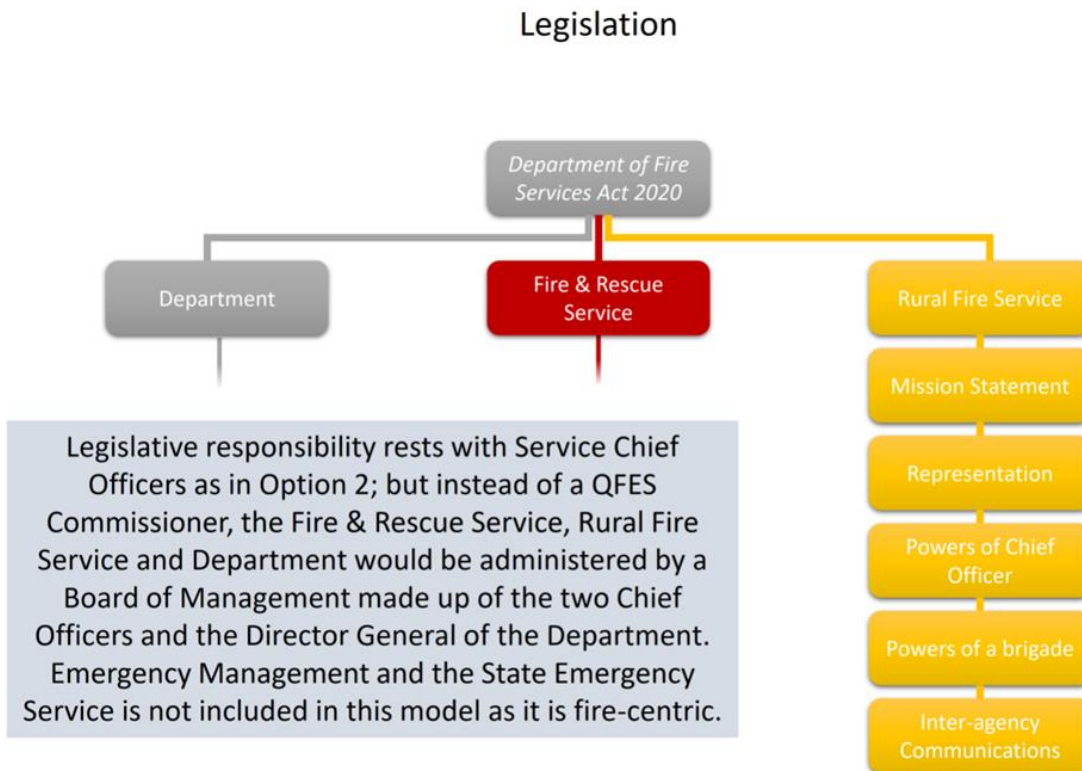 Legislation
Department of Fire
Services Act 2020
Department
Fire & Rescue
Service
Rural Fire Service
Mission Statement
Representation
Powers of Chief
Officer
Powers of a brigade
Inter-agency
Communications
Legislative responsibility rests with Service Chief
Officers as in Option 2; but instead of a QFES
Commissioner, the Fire & Rescue Service, Rural Fire
Service and Department would be administered by a
Board of Management made up of the two Chief
Officers and the Director General of the Department.
Emergency Management and the State Emergency
Service is not included in this model as it is fire-centric.